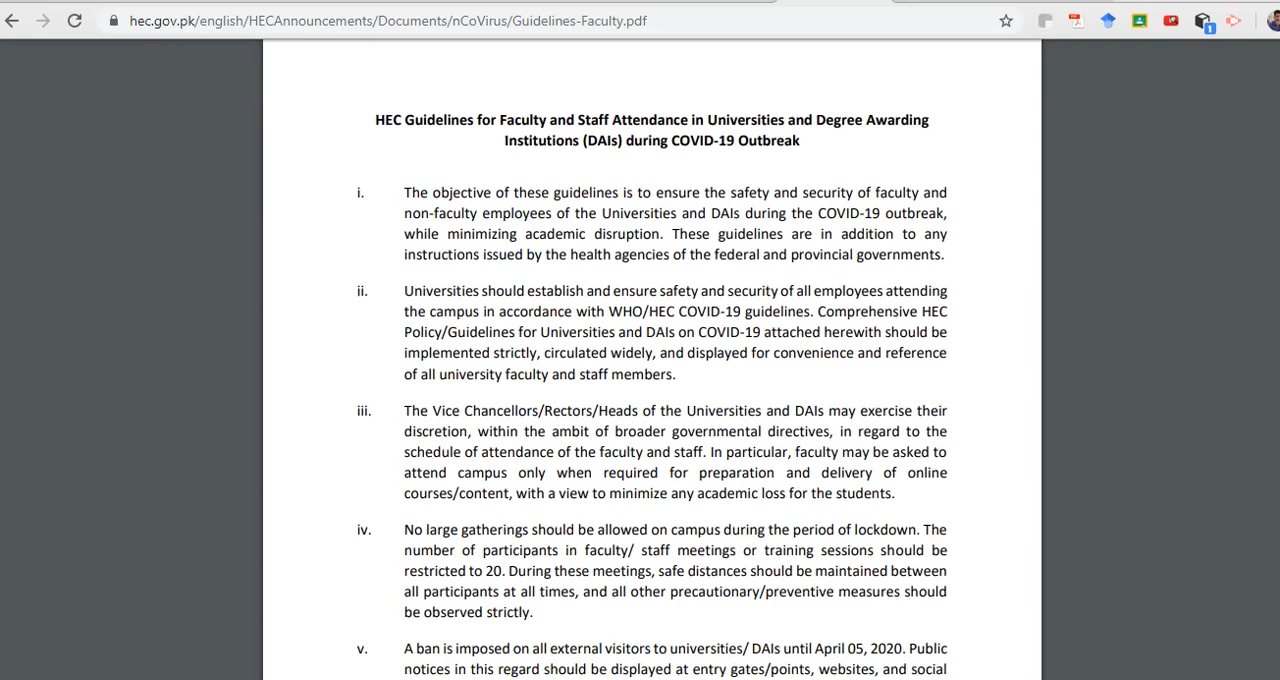 hec.gov.pk/english/HECAnnouncements/Documents/nCoVirus/Guidelines-Faculty.pdf
1
HEC Guidelines for Faculty and Staff Attendance in Universities and Degree Awarding
Institutions (DAIs) during COVID-19 Outbreak
i. The objective of these guidelines is to ensure the safety and security of faculty and
non-faculty employees of the Universities and DAIs during the COVID-19 outbreak,
while minimizing academic disruption. These guidelines are in addition to any
instructions issued by the health agencies of the federal and provincial governments.
ii. Universities should establish and ensure safety and security of all employees attending
the campus in accordance with WHO/HEC COVID-19 guidelines. Comprehensive HEC
Policy/Guidelines for Universities and DAIs on COVID-19 attached herewith should be
implemented strictly, circulated widely, and displayed for convenience and reference
of all university faculty and staff members.
iii. The Vice Chancellors/Rectors/Heads of the Universities and DAIs may exercise their
discretion, within the ambit of broader governmental directives, in regard to the
schedule of attendance of the faculty and staff. In particular, faculty may be asked to
attend campus only when required for preparation and delivery of online
courses/content, with a view to minimize any academic loss for the students.
iv. No large gatherings should be allowed on campus during the period of lockdown. The
number of participants in faculty/ staff meetings or training sessions should be
restricted to 20. During these meetings, safe distances should be maintained between
all participants at all times, and all other precautionary/preventive measures should
be observed strictly.
v. A ban is imposed on all external visitors to universities/ DAIs until April 05, 2020. Public
notices in this regard should be displayed at entry gates/points, websites, and social